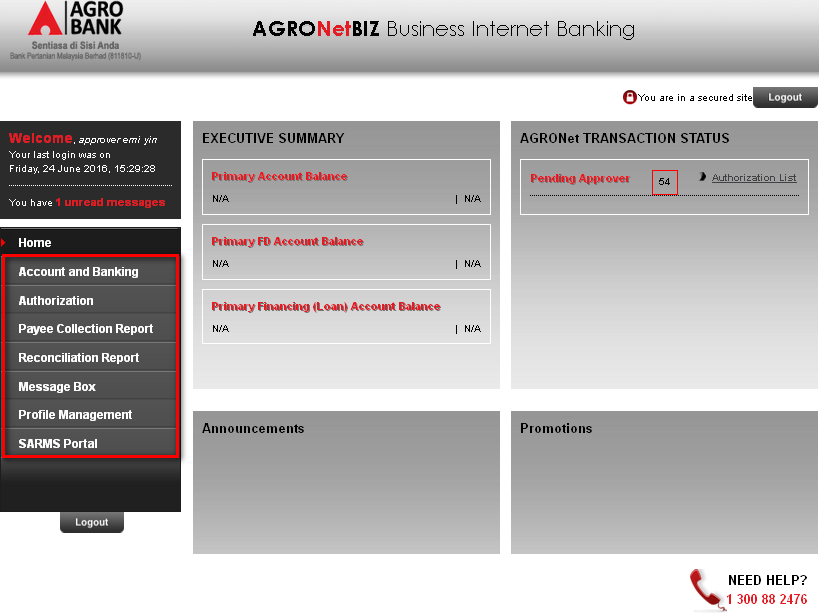 AGRO
BANK
Sentiasa di Sisi Anda
Bank Pertanian Malaysia Berhad (811810-U)
AGRONetBIZ Business Internet Banking
You are in a secured site
Logout
Welcome, approver emi yin
Your last login was on
Friday, 24 June 2016, 15:29:28
You have 1 unread messages
Home
Account and Banking
Authorization
Payee Collection Report
Reconciliation Report
Message Box
Profile Management
SARMS Portal
Logout
EXECUTIVE SUMMARY
Primary Account Balance
N/A | N/A
Primary FD Account Balance
N/A | N/A
Primary Financing (Loan) Account Balance
N/A | N/A
AGRONet TRANSACTION STATUS
Pending Approver 54 Authorization List
Announcements
Promotions
NEED HELP?
1 300 88 2476